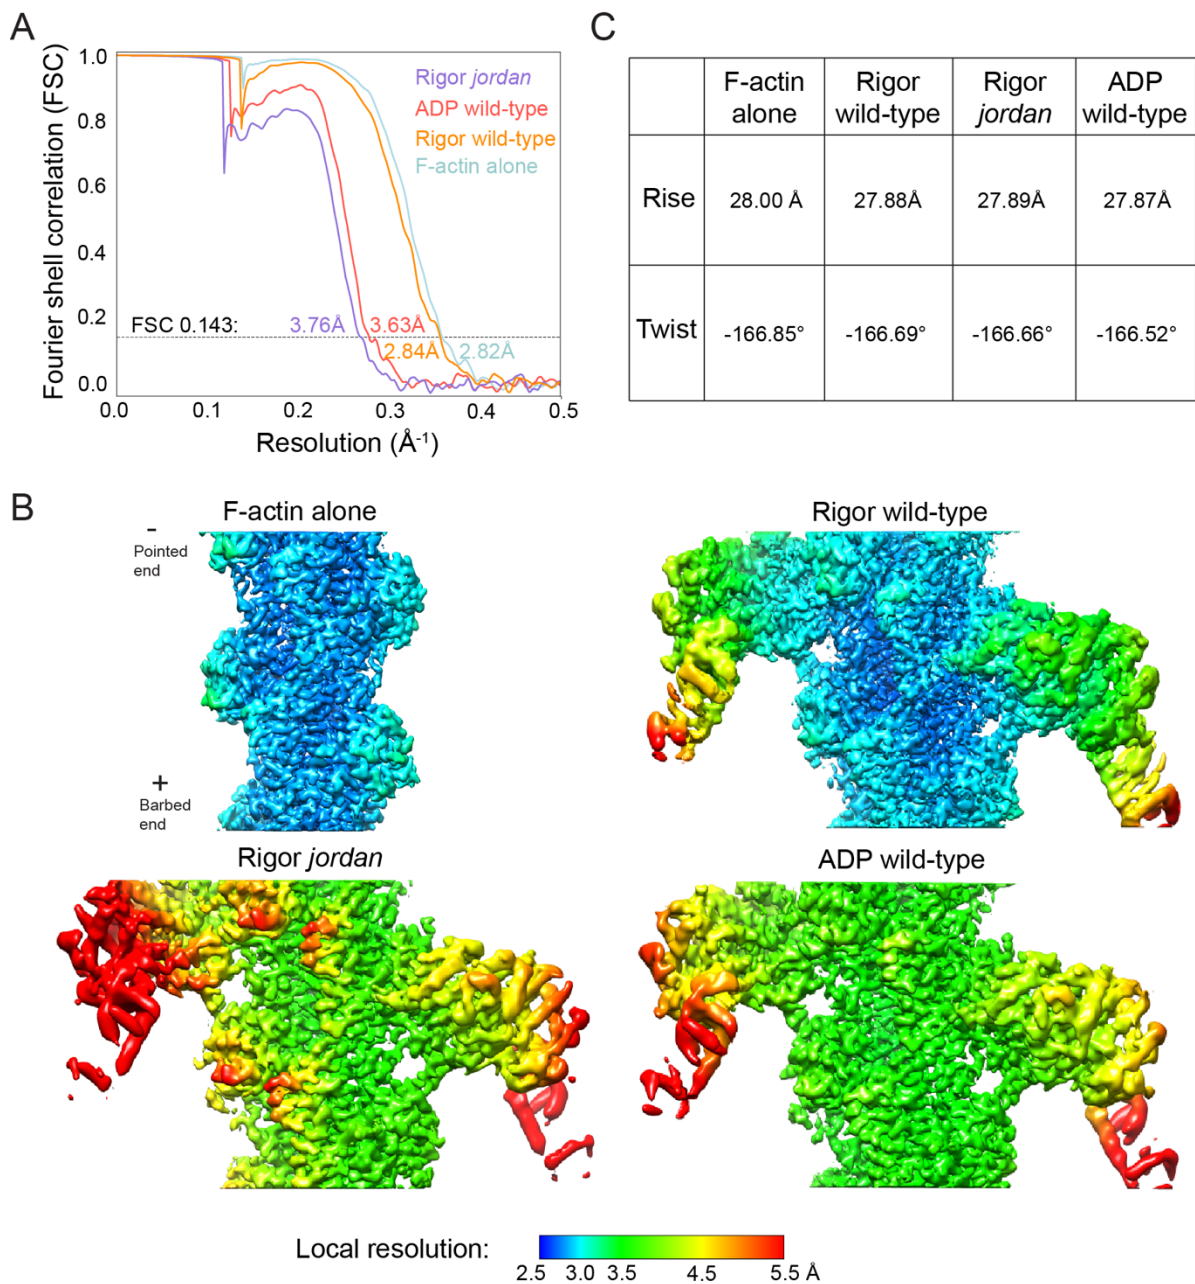 A
Fourier shell correlation (FSC)
1.0
0.8
0.6
0.4
0.2
0.0
Rigor jordan
ADP wild-type
Rigor wild-type
F-actin alone
FSC 0.143:
3.76Å
3.63Å
2.84Å
2.82Å
0.0 0.1 0.2 0.3 0.4 0.5
Resolution (Å⁻¹)
C
F-actin alone
Rigor wild-type
Rigor jordan
ADP wild-type
Rise 28.00 Å 27.88Å 27.89Å 27.87Å
Twist -166.85° -166.69° -166.66° -166.52°
B
F-actin alone
-
Pointed
end
+
Barbed
end
Rigor wild-type
Rigor jordan
ADP wild-type
Local resolution:
2.5 3.0 3.5 4.5 5.5 Å